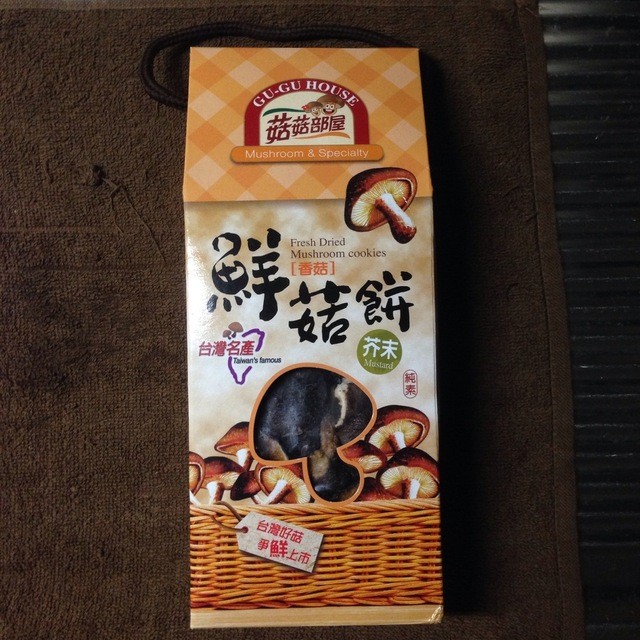 GU-GU HOUSE
菇菇部屋
Mushroom & Specialty
Fresh Dried
Mushroom cookies
[香菇]
鮮菇餅
台灣名產
Taiwan's famous
芥末
Mustard
純素
台灣好菇
爭鮮上市